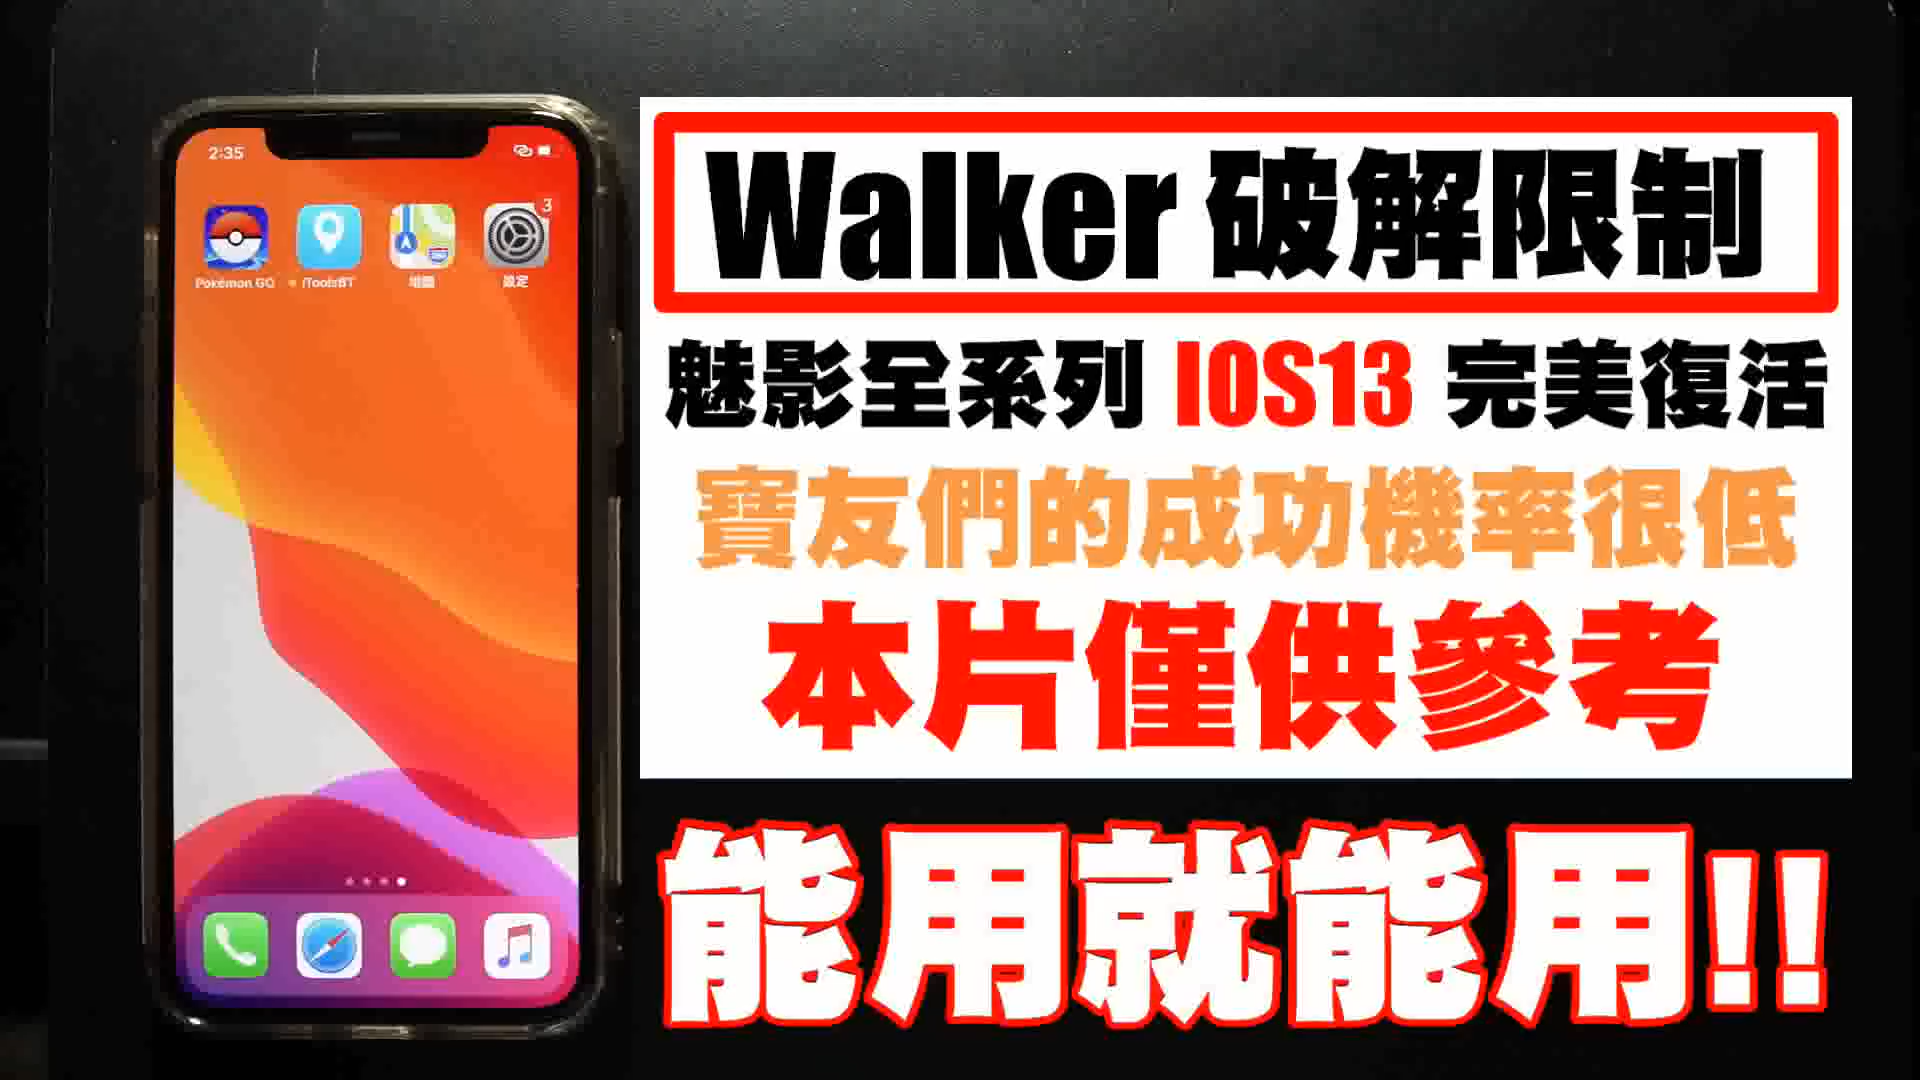 2:35
3
Pokémon GO
iToolsBT
地圖
設定
Walker 破解限制
魅影全系列 IOS13 完美復活
寶友們的成功機率很低
本片僅供參考
能用就能用!!